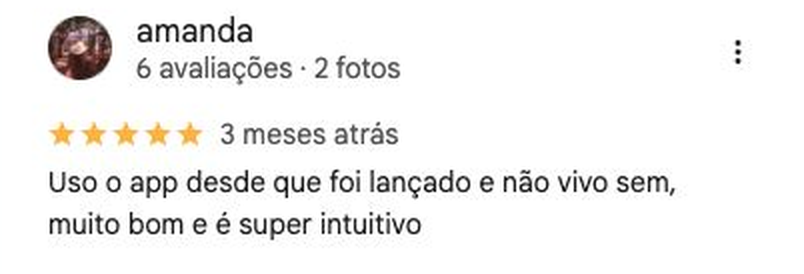 amanda
6 avaliações · 2 fotos
3 meses atrás
Uso o app desde que foi lançado e não vivo sem,
muito bom e é super intuitivo